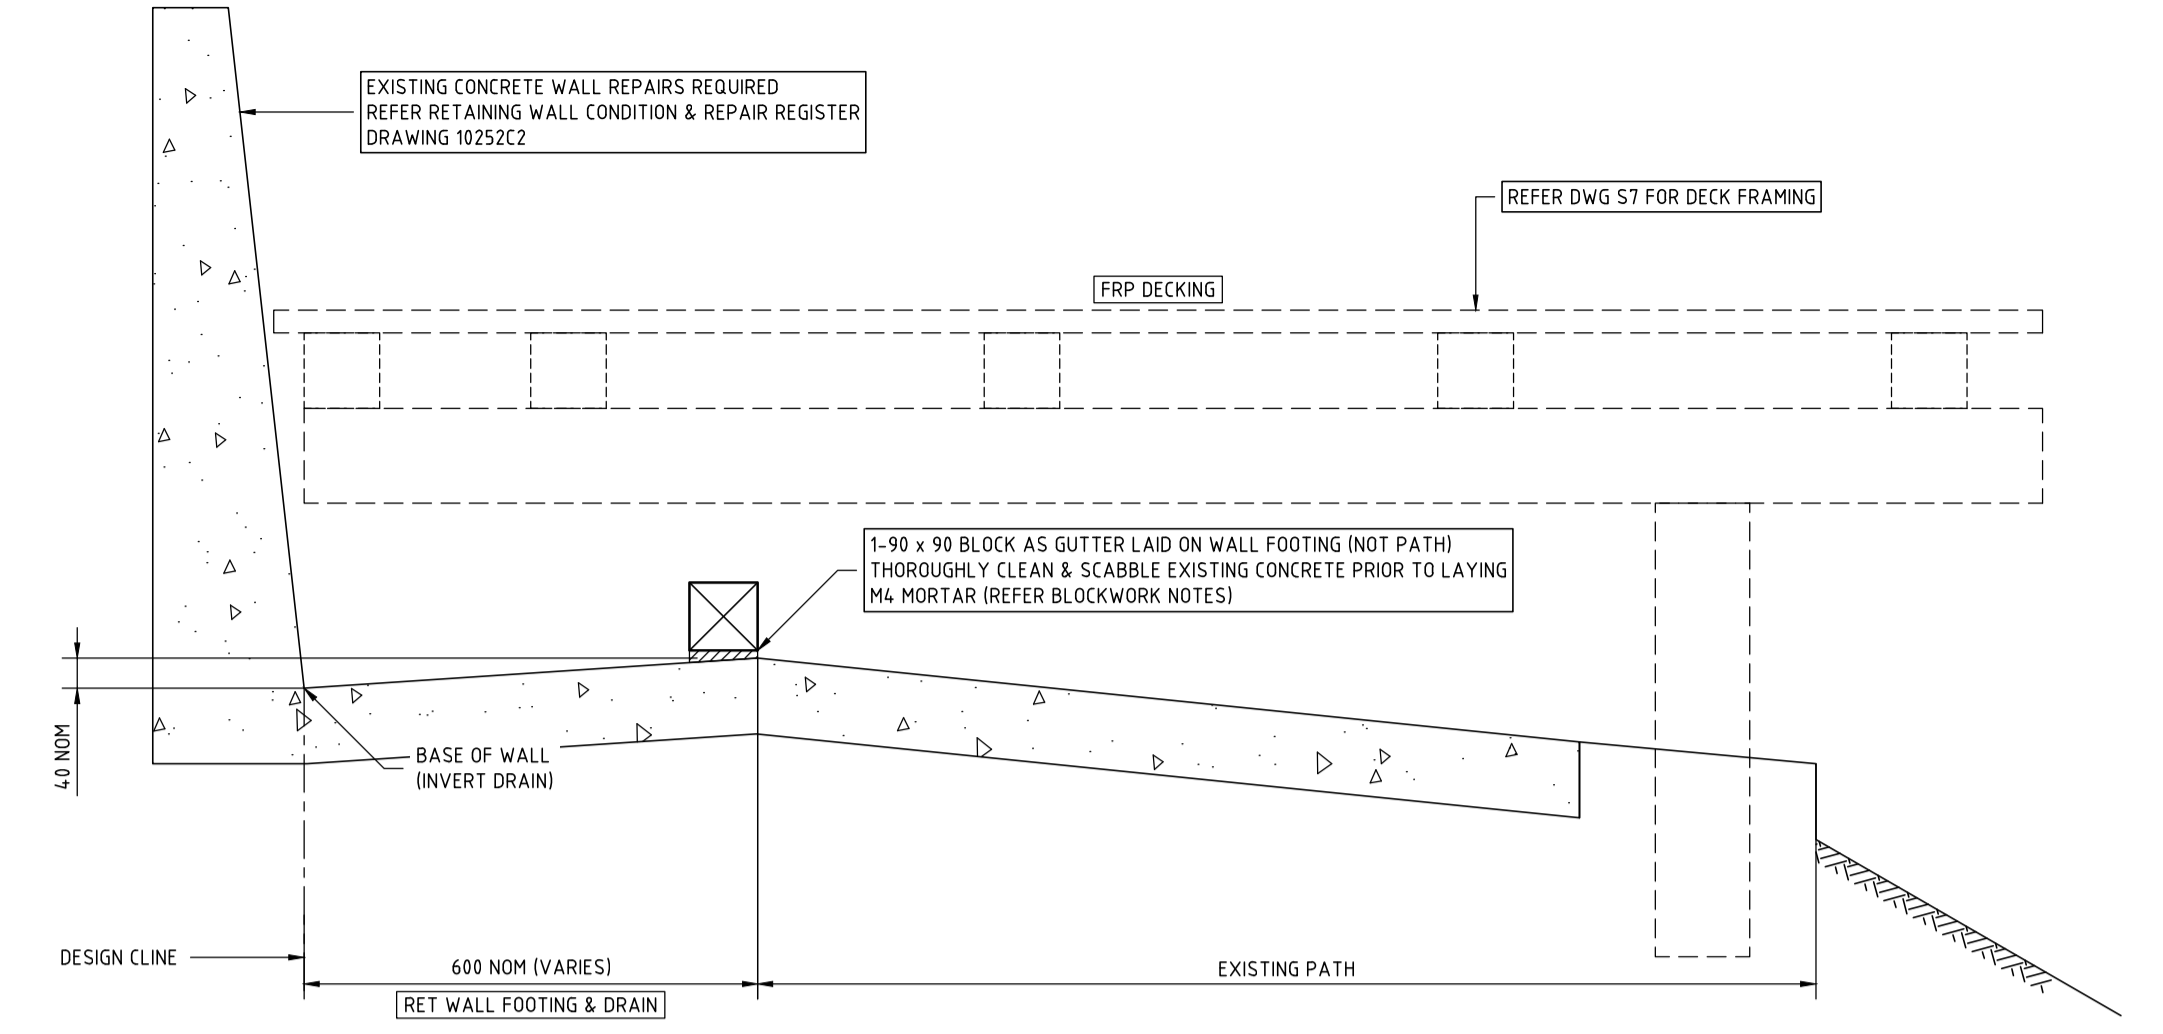 EXISTING CONCRETE WALL REPAIRS REQUIRED
REFER RETAINING WALL CONDITION & REPAIR REGISTER
DRAWING 10252C2
REFER DWG S7 FOR DECK FRAMING
FRP DECKING
1-90 x 90 BLOCK AS GUTTER LAID ON WALL FOOTING (NOT PATH)
THOROUGHLY CLEAN & SCABBLE EXISTING CONCRETE PRIOR TO LAYING
M4 MORTAR (REFER BLOCKWORK NOTES)
40 NOM
BASE OF WALL
(INVERT DRAIN)
DESIGN CLINE
600 NOM (VARIES)
EXISTING PATH
RET WALL FOOTING & DRAIN